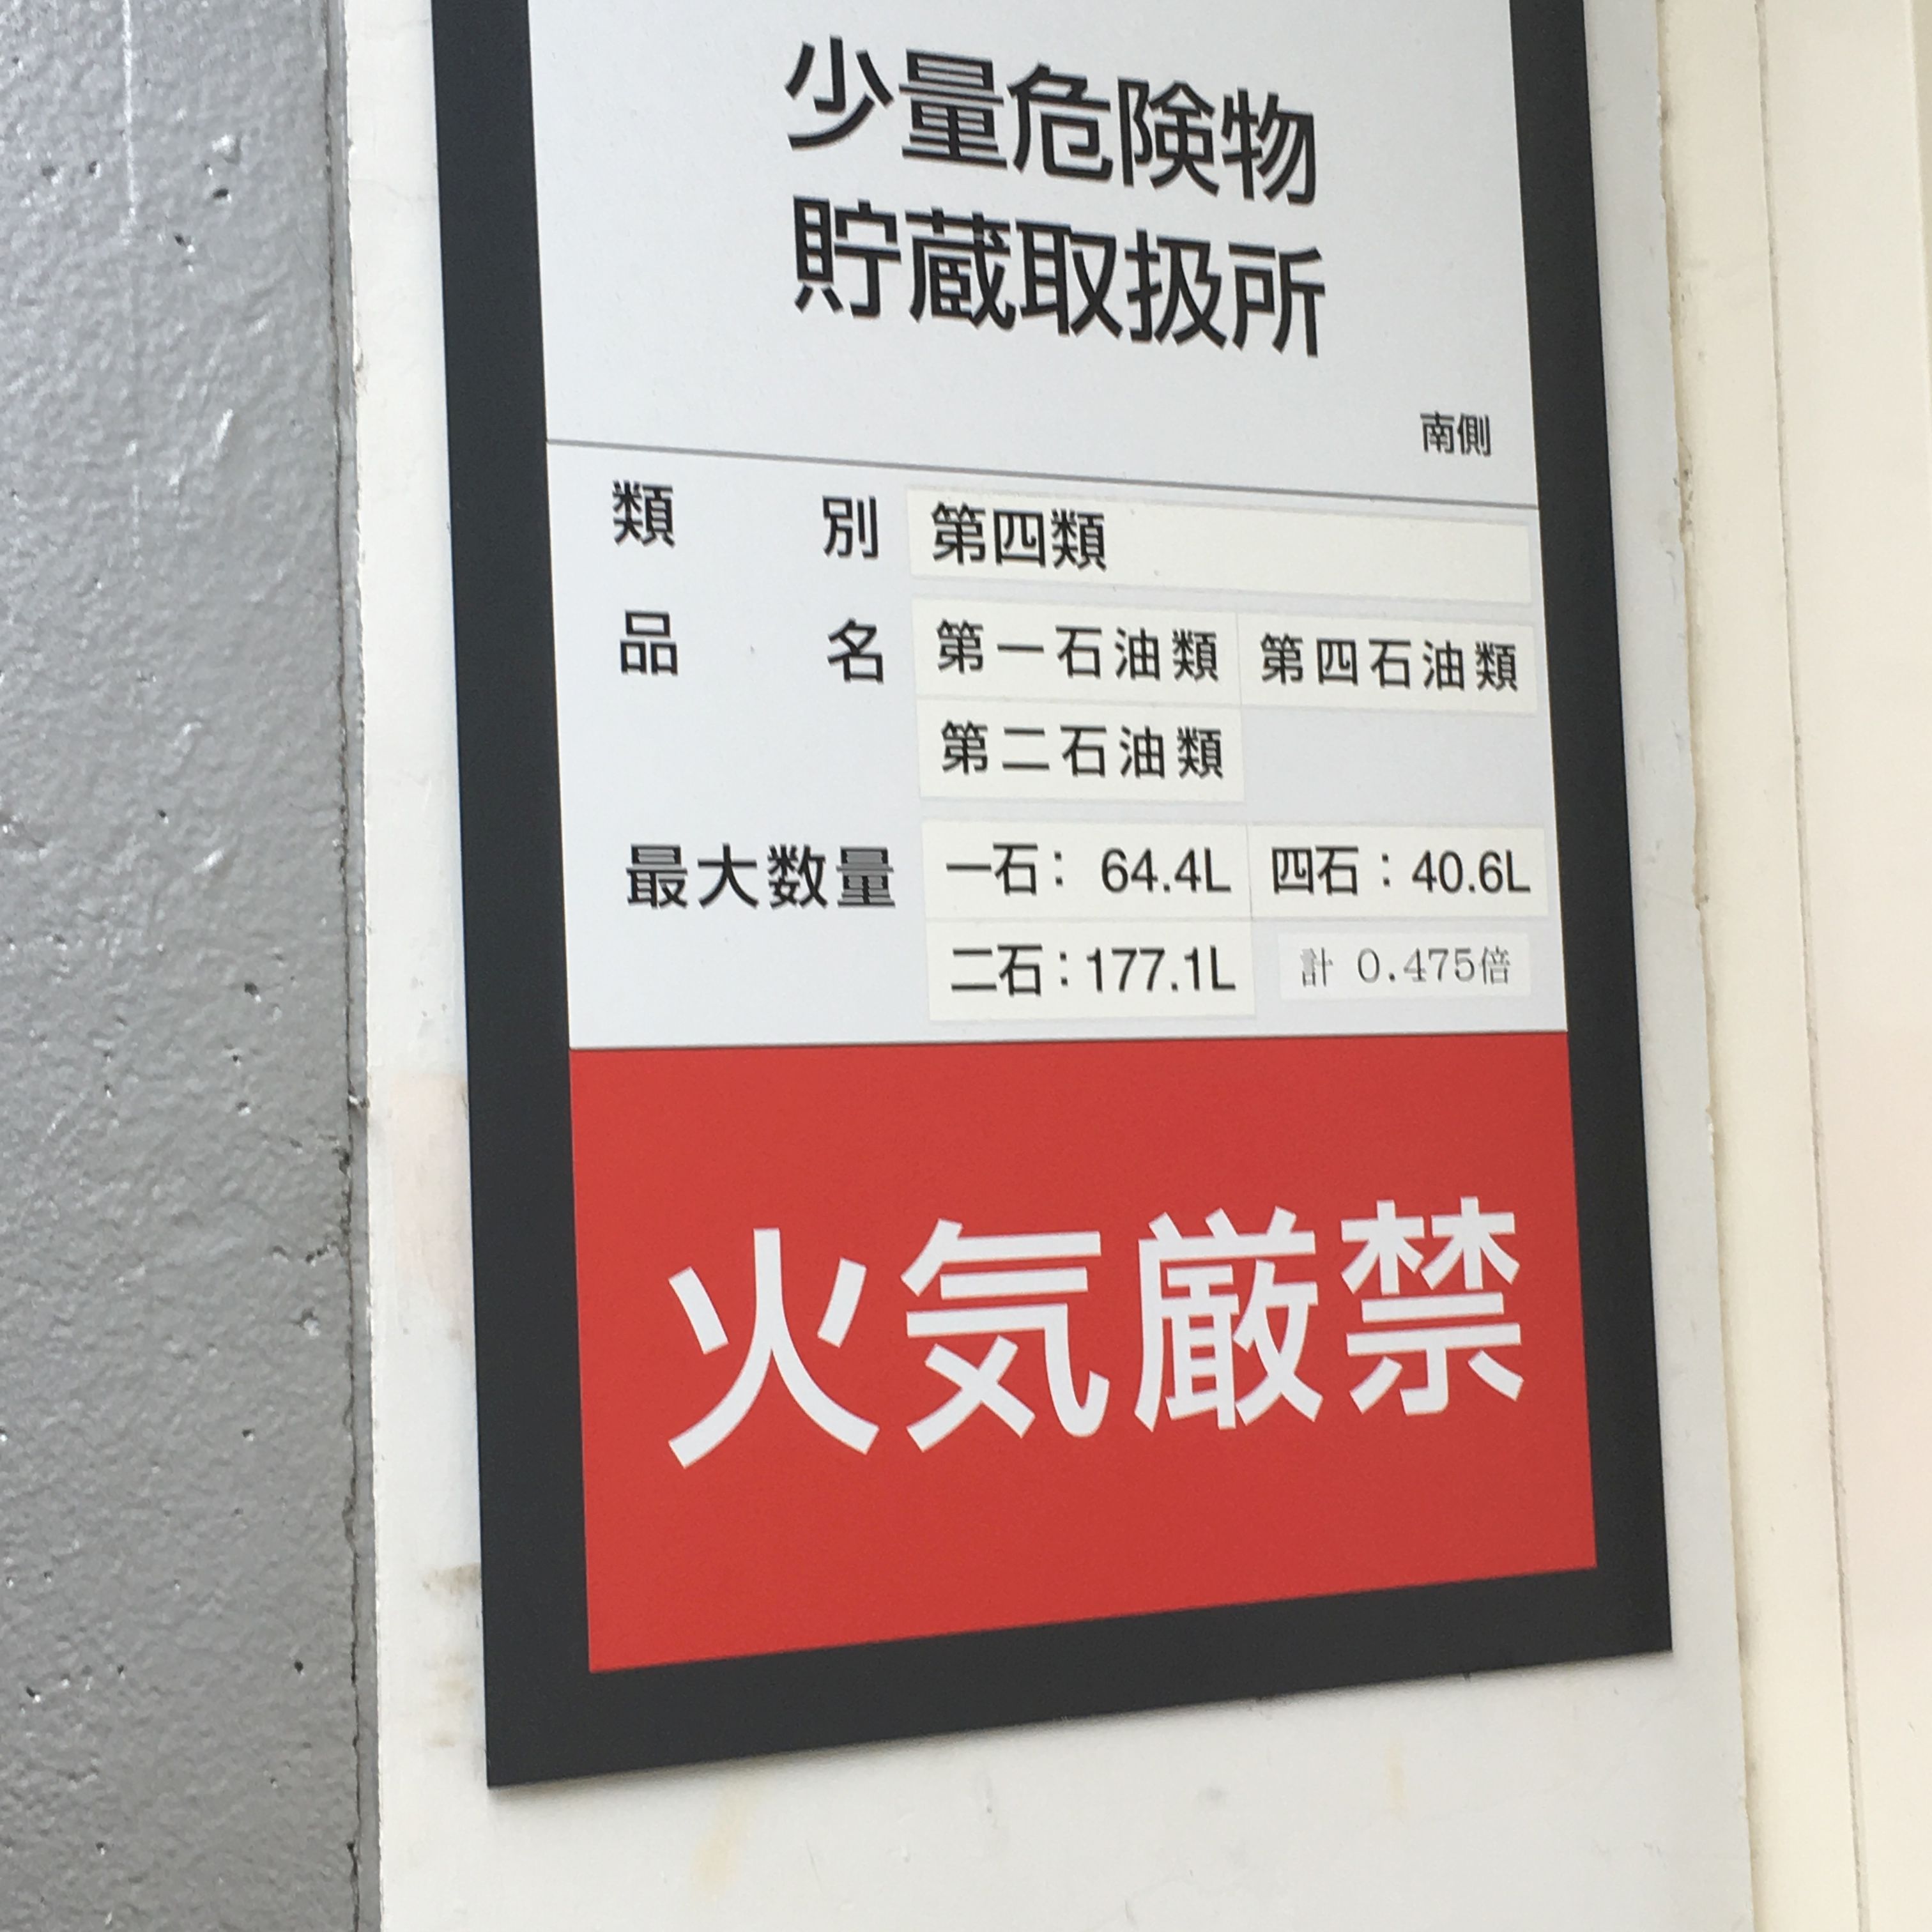 少量危険物
貯蔵取扱所
南側
類 別 第四類
品 名 第一石油類 第四石油類
第二石油類
最大数量 一石: 64.4L 四石:40.6L
二石:177.1L 計 0.475倍
火気厳禁